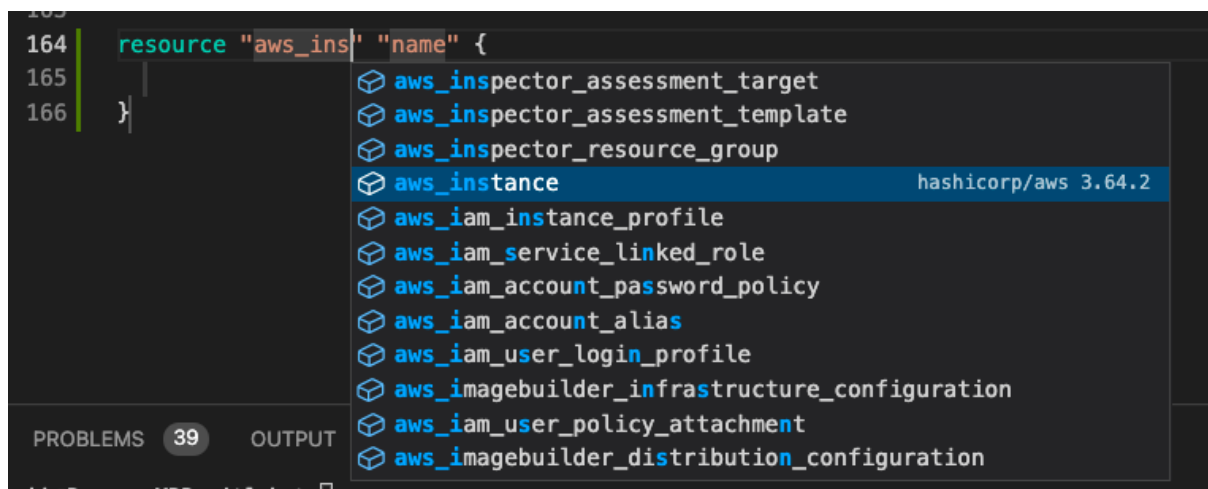 163
164 resource "aws_ins" "name" {
165
166 }
aws_inspector_assessment_target
aws_inspector_assessment_template
aws_inspector_resource_group
aws_instance hashicorp/aws 3.64.2
aws_iam_instance_profile
aws_iam_service_linked_role
aws_iam_account_password_policy
aws_iam_account_alias
aws_iam_user_login_profile
aws_imagebuilder_infrastructure_configuration
aws_iam_user_policy_attachment
aws_imagebuilder_distribution_configuration
PROBLEMS 39 OUTPUT